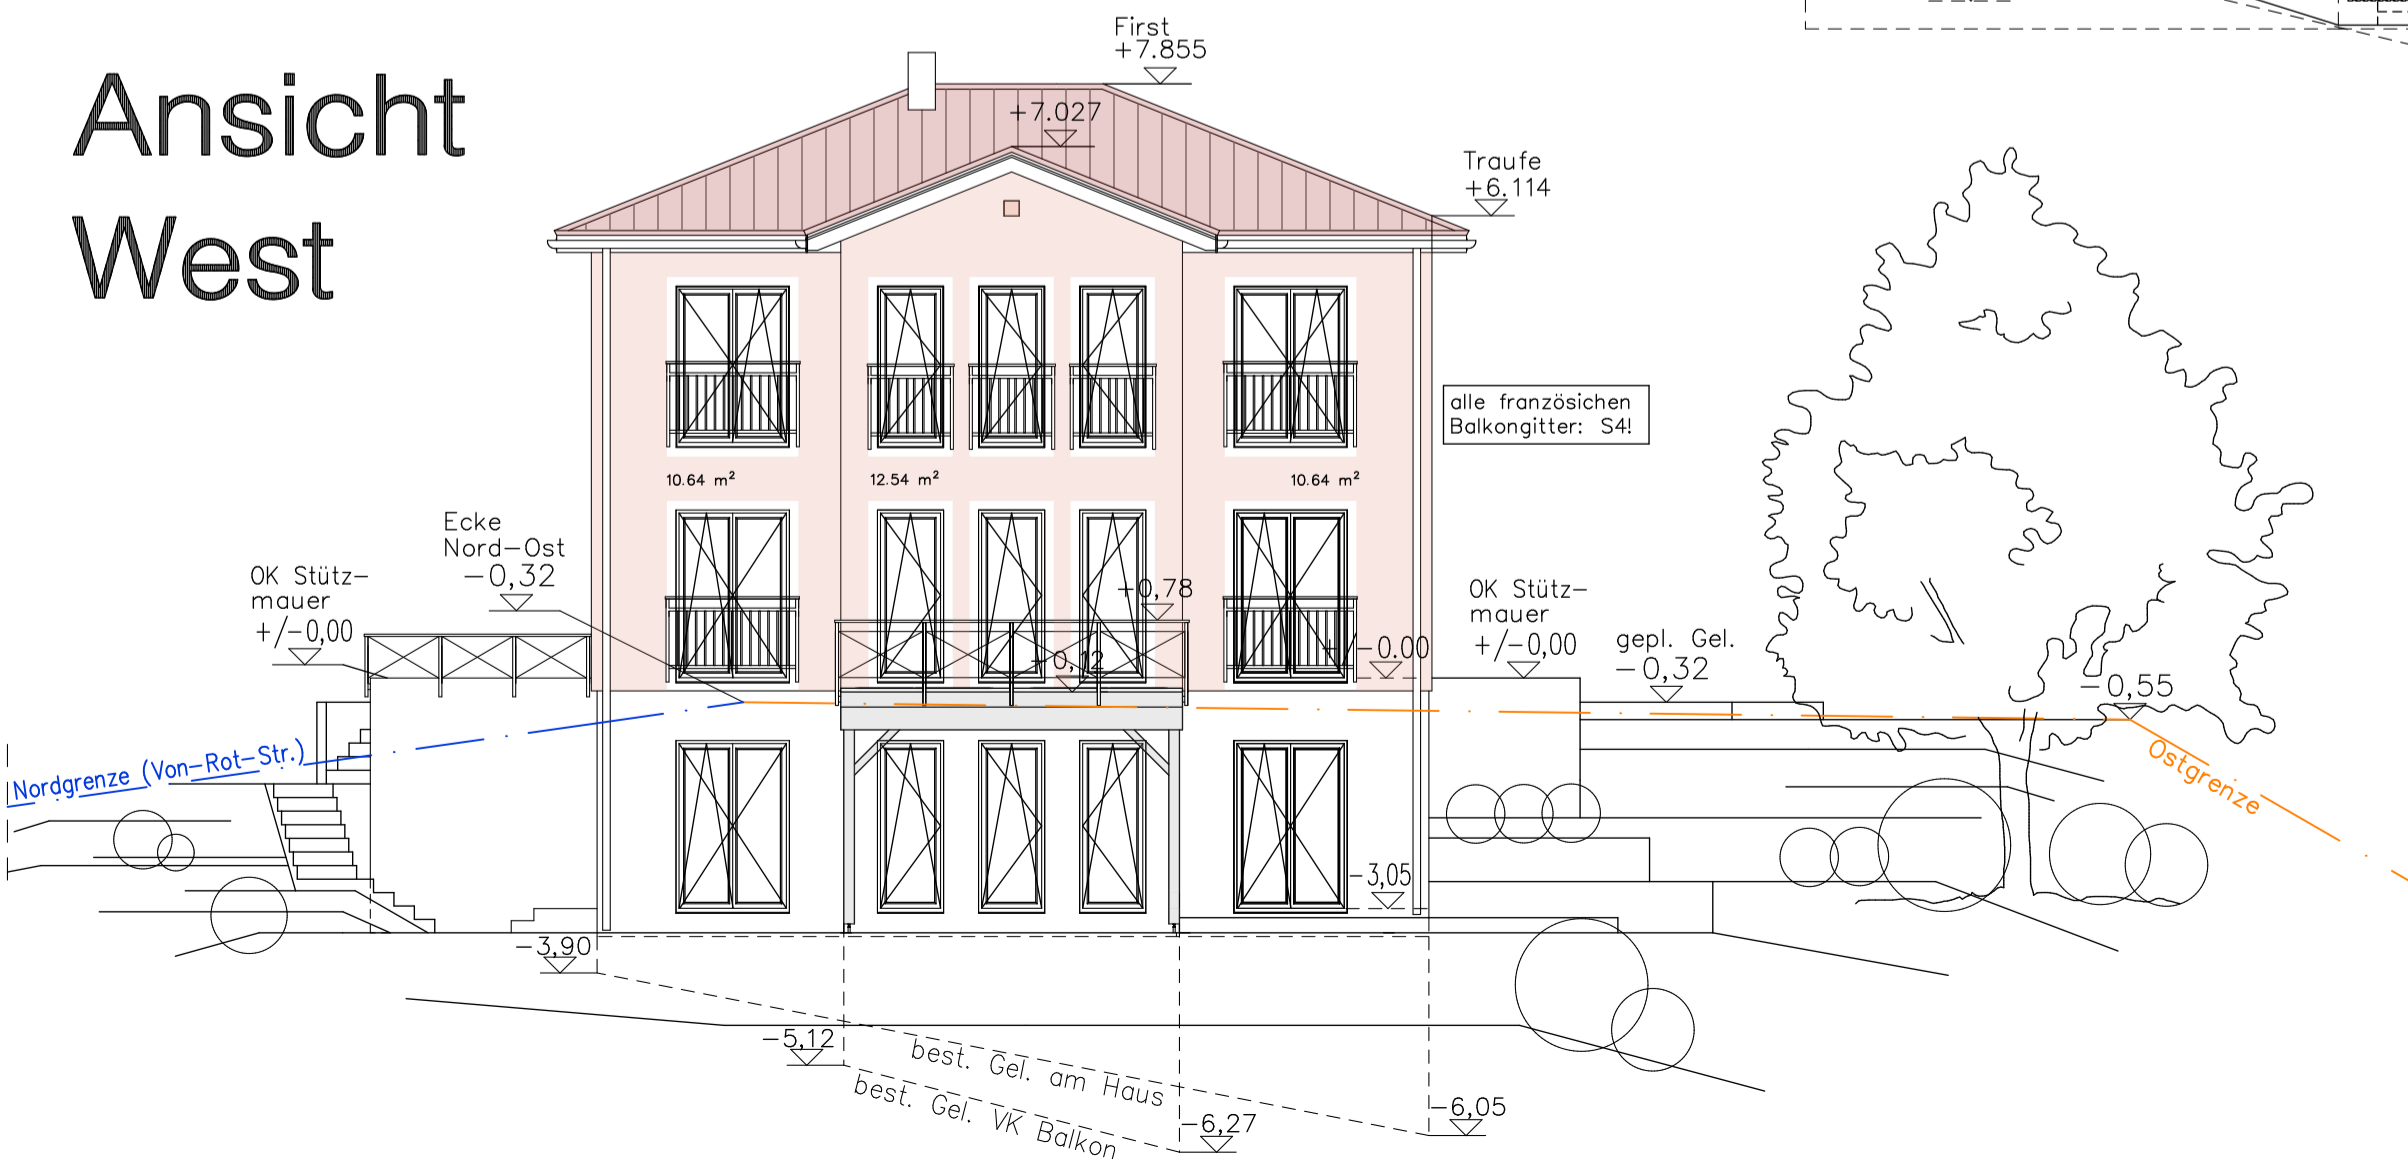 Ansicht
West
First
+7.855
+7.027
Traufe
+6.114
alle französichen
Balkongitter: S4!
10.64 m²
12.54 m²
10.64 m²
Ecke
Nord-Ost
-0,32
OK Stütz-
mauer
+/-0,00
+0,78
+0,12
+/-0.00
OK Stütz-
mauer
+/-0,00
gepl. Gel.
-0,32
-0,55
Nordgrenze (Von-Rot-Str.)
Ostgrenze
-3,05
-3,90
-5,12
best. Gel. am Haus
best. Gel. VK Balkon
-6,05
-6,27